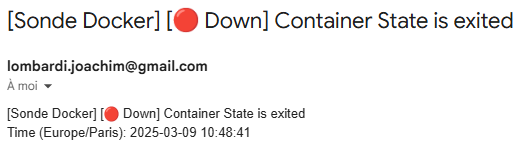 [Sonde Docker] [🔴 Down] Container State is exited
lombardi.joachim@gmail.com
À moi
[Sonde Docker] [🔴 Down] Container State is exited
Time (Europe/Paris): 2025-03-09 10:48:41